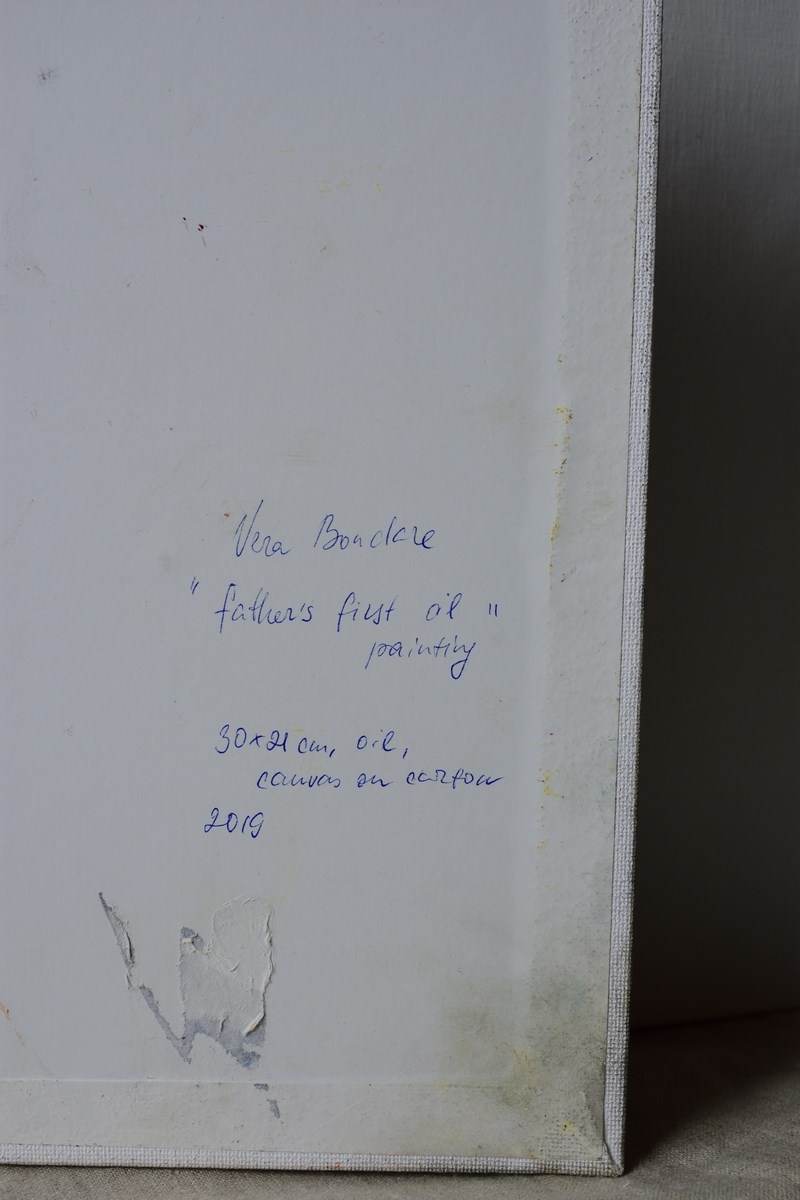 Vera Bondare
"father's first oil"
painting
30x21 cm, oil,
canvas on carton
2019